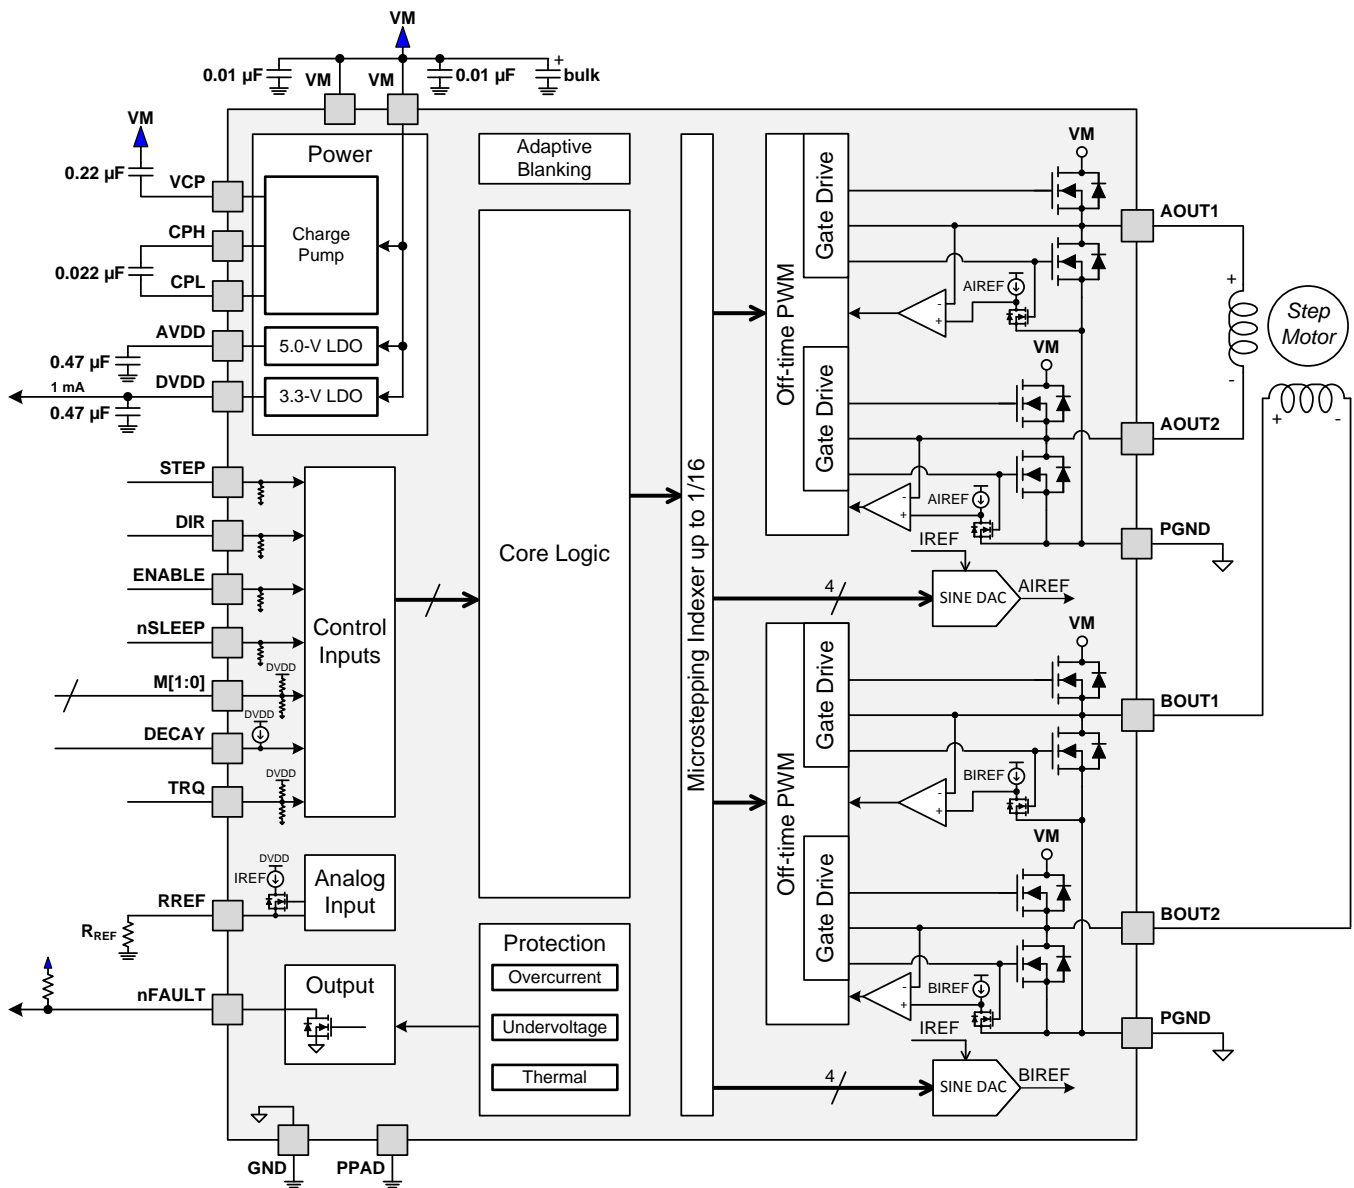 VM
0.01 µF
VM
VM
0.01 µF
+
bulk
VM
0.22 µF
VCP
CPH
0.022 µF
CPL
AVDD
0.47 µF
DVDD
1 mA
0.47 µF
Power
Charge
Pump
5.0-V LDO
3.3-V LDO
Adaptive
Blanking
Core Logic
STEP
DIR
ENABLE
nSLEEP
M[1:0]
DECAY
TRQ
DVDD
DVDD
DVDD
Control
Inputs
RREF
RREF
DVDD
IREF
Analog
Input
nFAULT
Output
Protection
Overcurrent
Undervoltage
Thermal
GND
PPAD
Microstepping Indexer up to 1/16
Off-time PWM
Gate Drive
Gate Drive
VM
AIREF
-
+
VM
AIREF
-
+
IREF
4
SINE DAC
AIREF
AOUT1
AOUT2
PGND
+
-
Step
Motor
+
-
Off-time PWM
Gate Drive
Gate Drive
VM
BIREF
-
+
VM
BIREF
-
+
IREF
4
SINE DAC
BIREF
BOUT1
BOUT2
PGND